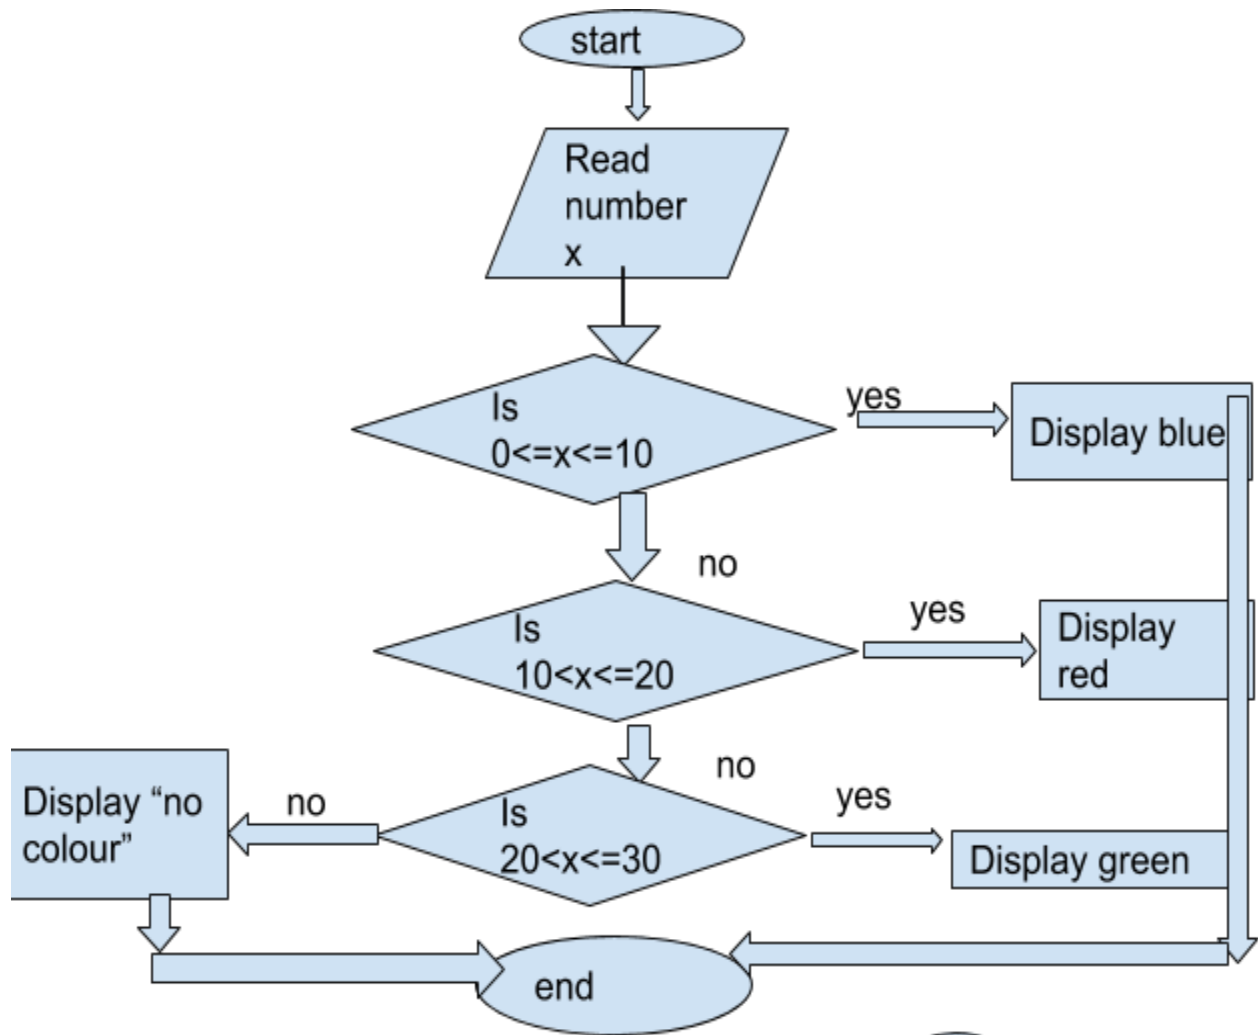 start
Read
number
x
Is
0<=x<=10
yes
Display blue
no
Is
10<x<=20
yes
Display
red
no
Is
20<x<=30
yes
Display green
no
Display “no
colour”
end